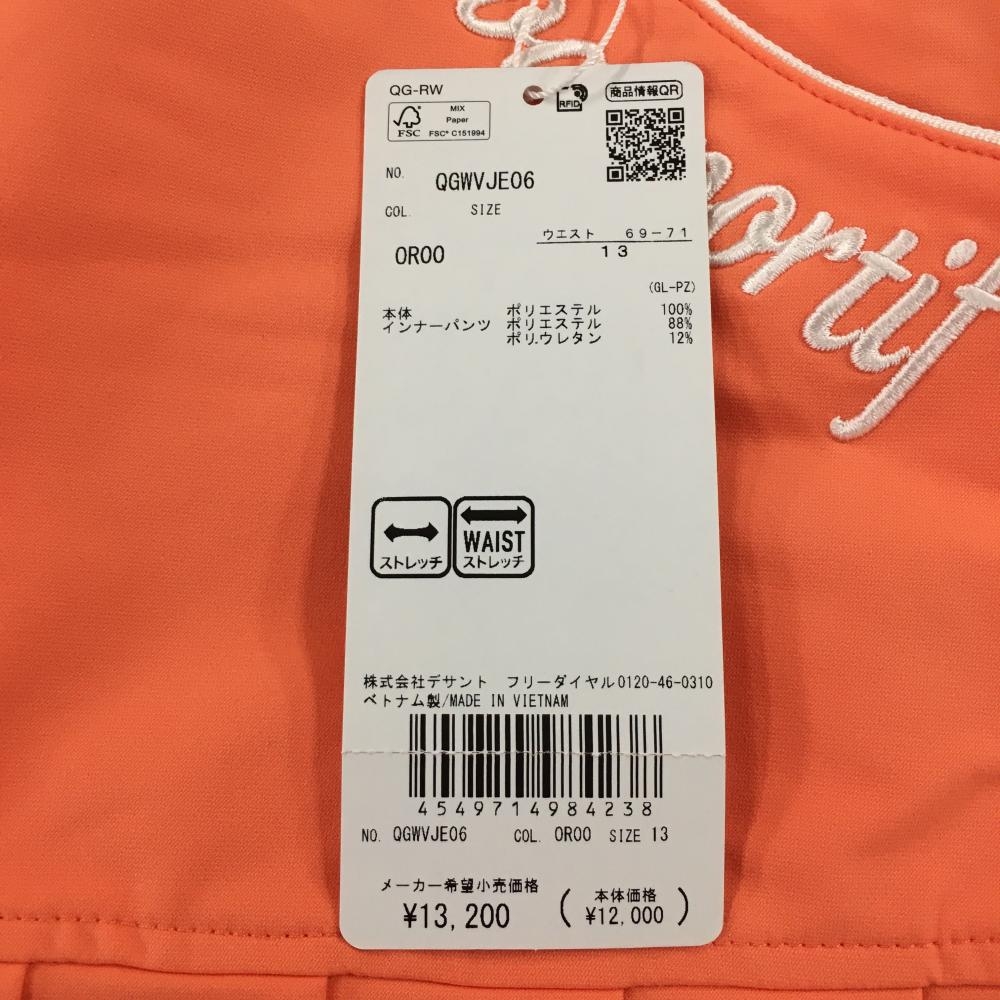 QG-RW
MIX
Paper
FSC
FSC® C151994
RFID
商品情報QR
NO. QGWVJE06
COL. SIZE
OR00
ウエスト 69-71
13
(GL-PZ)
本体 ポリエステル 100%
インナーパンツ ポリエステル 88%
ポリウレタン 12%
ストレッチ
WAIST
ストレッチ
株式会社デサント フリーダイヤル0120-46-0310
ベトナム製/MADE IN VIETNAM
4549714984238
NO. QGWVJE06 COL. OR00 SIZE 13
メーカー希望小売価格
¥13,200
(本体価格
¥12,000)
ortif